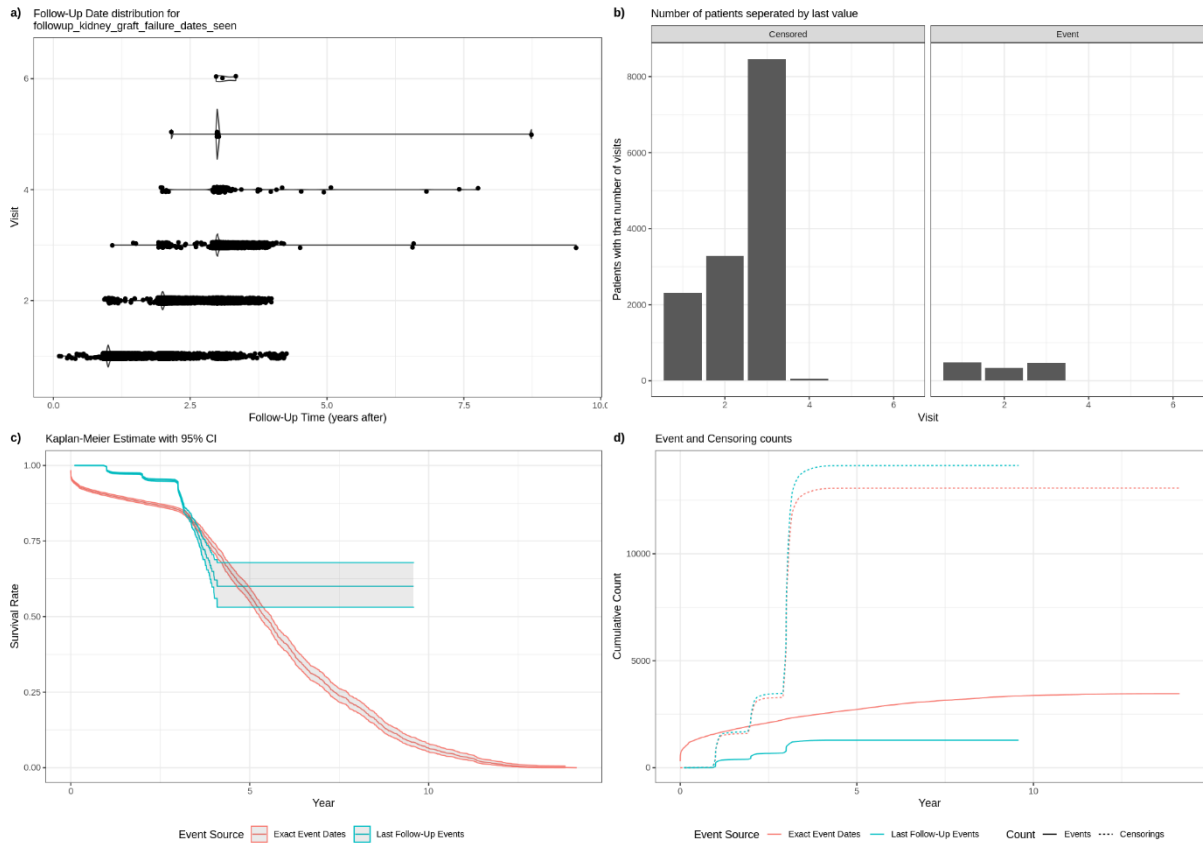 a) Follow-Up Date distribution for
followup_kidney_graft_failure_dates_seen
6
4
2
Visit
0.0 2.5 5.0 7.5 10.0
Follow-Up Time (years after)
b) Number of patients seperated by last value
Censored Event
8000
6000
4000
2000
0
Patients with that number of visits
2 4 6 2 4 6
Visit
c) Kaplan-Meier Estimate with 95% CI
1.00
0.75
0.50
0.25
0.00
Survival Rate
0 5 10
Year
Event Source Exact Event Dates Last Follow-Up Events
d) Event and Censoring counts
10000
5000
0
Cumulative Count
0 5 10
Year
Event Source Exact Event Dates Last Follow-Up Events Count Events Censorings